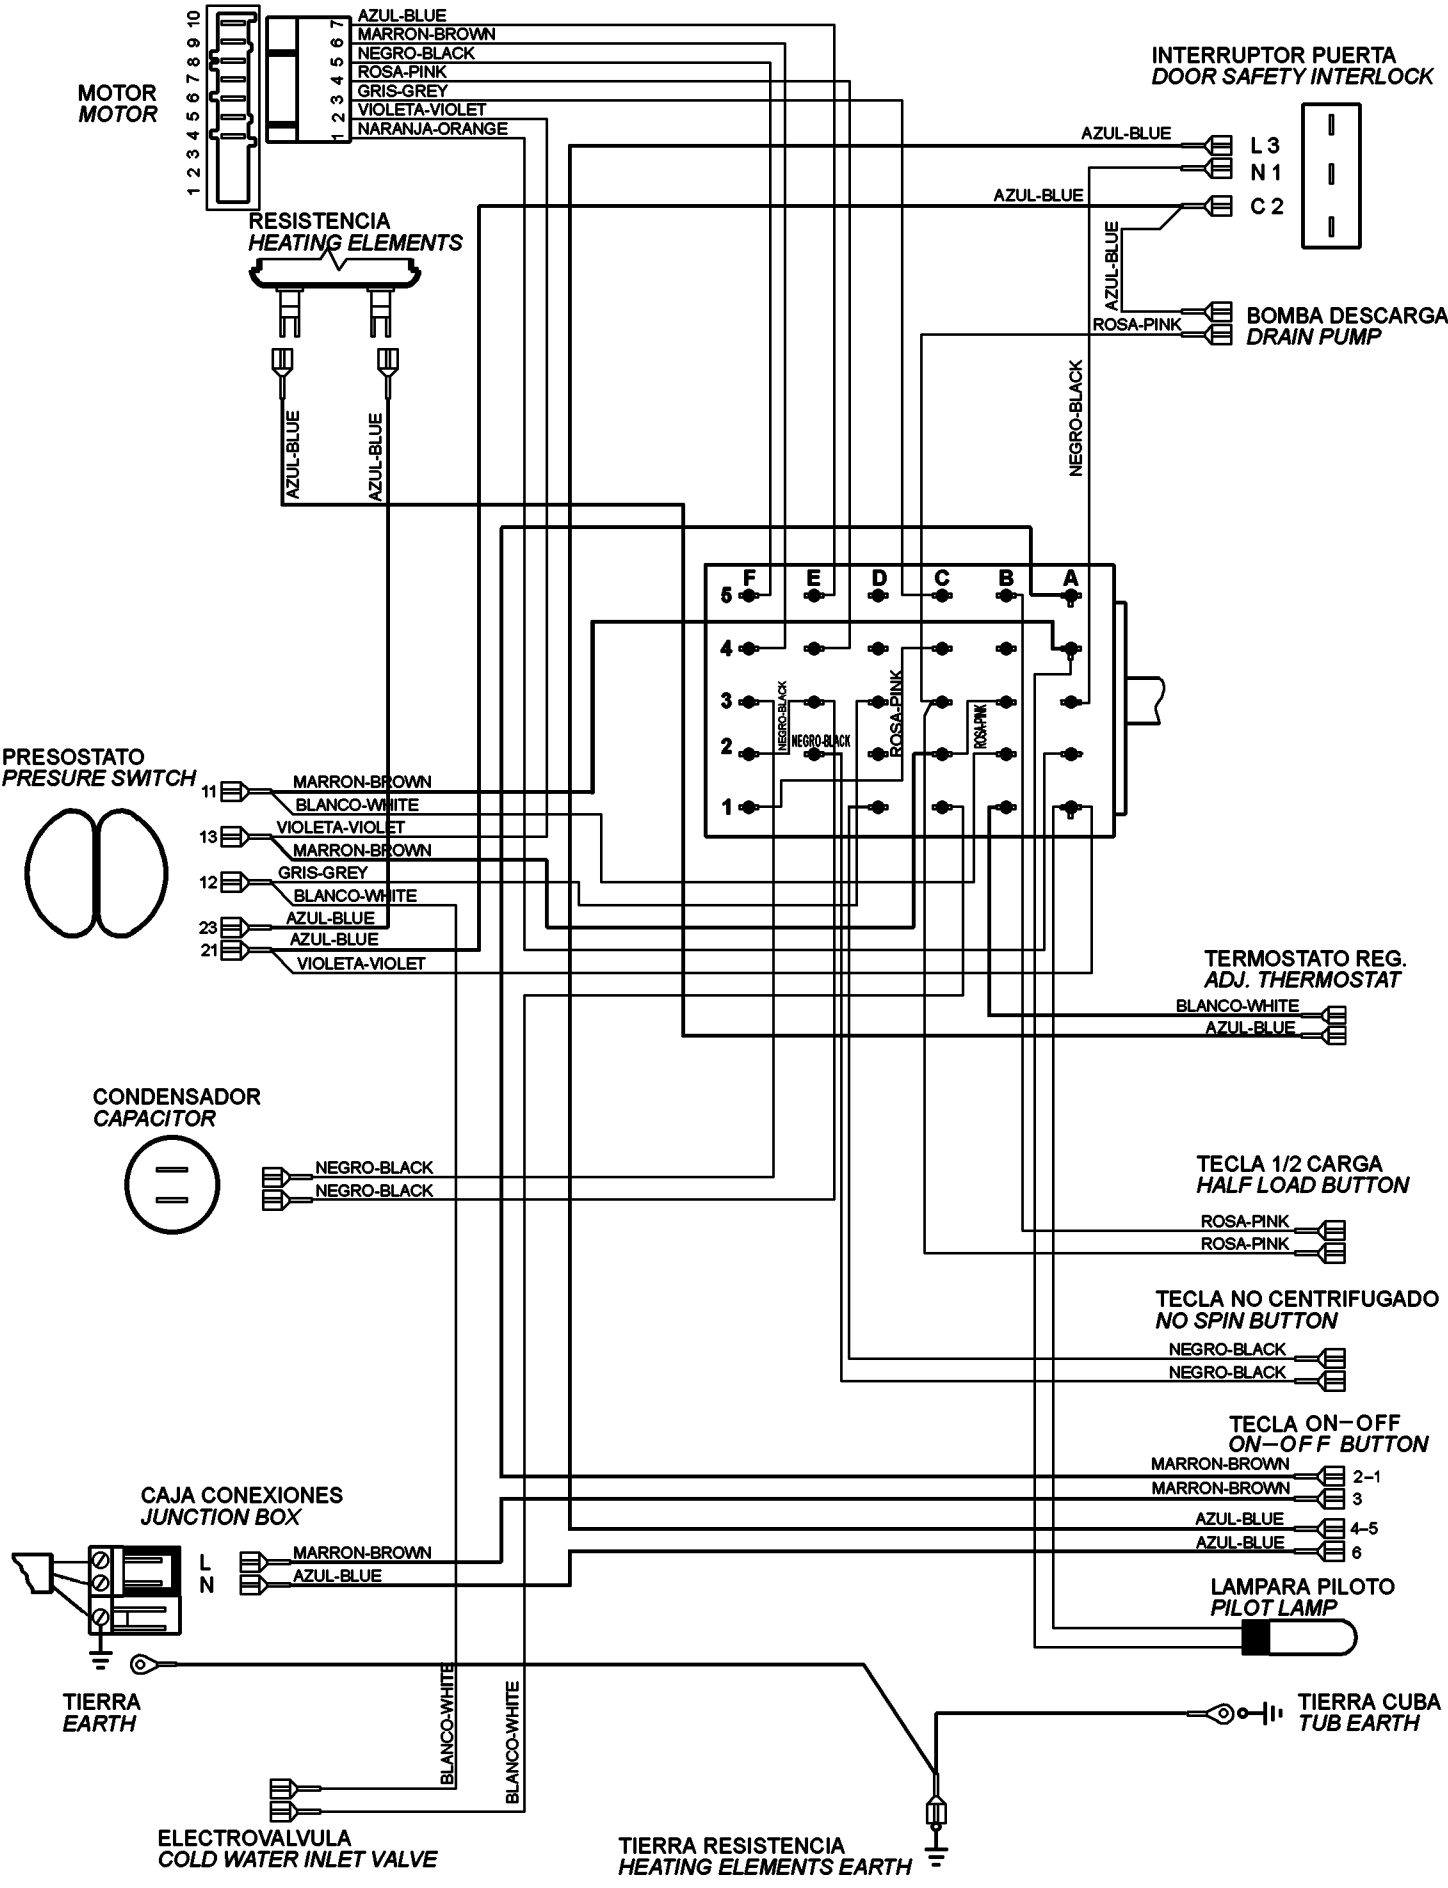 MOTOR
MOTOR
10
9
8
7
6
5
4
3
2
1
7
6
5
4
3
2
1
AZUL-BLUE
MARRON-BROWN
NEGRO-BLACK
ROSA-PINK
GRIS-GREY
VIOLETA-VIOLET
NARANJA-ORANGE
INTERRUPTOR PUERTA
DOOR SAFETY INTERLOCK
AZUL-BLUE
L 3
N 1
AZUL-BLUE
C 2
AZUL-BLUE
ROSA-PINK
BOMBA DESCARGA
DRAIN PUMP
NEGRO-BLACK
RESISTENCIA
HEATING ELEMENTS
AZUL-BLUE
AZUL-BLUE
F E D C B A
5
4
3
2
1
NEGRO-BLACK
NEGRO-BLACK
ROSA-PINK
ROSA-PINK
PRESOSTATO
PRESURE SWITCH
11
MARRON-BROWN
BLANCO-WHITE
13
VIOLETA-VIOLET
MARRON-BROWN
12
GRIS-GREY
BLANCO-WHITE
23
AZUL-BLUE
21
AZUL-BLUE
VIOLETA-VIOLET
TERMOSTATO REG.
ADJ. THERMOSTAT
BLANCO-WHITE
AZUL-BLUE
CONDENSADOR
CAPACITOR
NEGRO-BLACK
NEGRO-BLACK
TECLA 1/2 CARGA
HALF LOAD BUTTON
ROSA-PINK
ROSA-PINK
TECLA NO CENTRIFUGADO
NO SPIN BUTTON
NEGRO-BLACK
NEGRO-BLACK
TECLA ON-OFF
ON-OFF BUTTON
MARRON-BROWN
2-1
MARRON-BROWN
3
AZUL-BLUE
4-5
AZUL-BLUE
6
CAJA CONEXIONES
JUNCTION BOX
L
N
MARRON-BROWN
AZUL-BLUE
LAMPARA PILOTO
PILOT LAMP
TIERRA
EARTH
BLANCO-WHITE
BLANCO-WHITE
TIERRA CUBA
TUB EARTH
ELECTROVALVULA
COLD WATER INLET VALVE
TIERRA RESISTENCIA
HEATING ELEMENTS EARTH